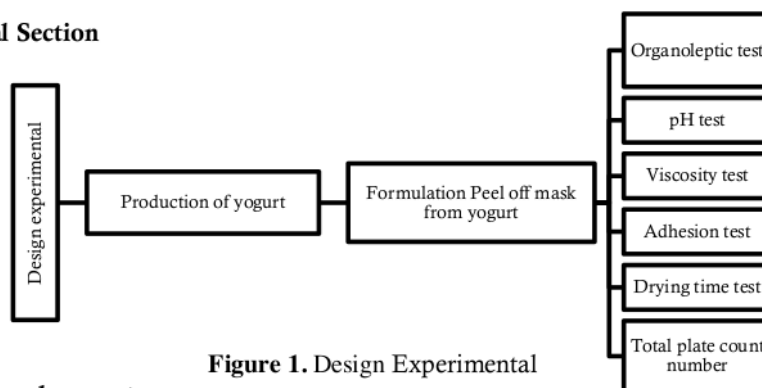 Section
Design experimental
Production of yogurt
Formulation Peel off mask
from yogurt
Organoleptic test
pH test
Viscosity test
Adhesion test
Drying time test
Total plate count
number
Figure 1. Design Experimental